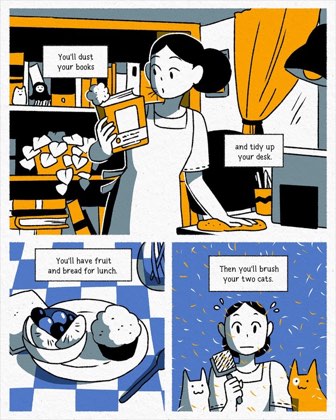 You'll dust
your books
and tidy up
your desk.
You'll have fruit
and bread for lunch.
Then you'll brush
your two cats.